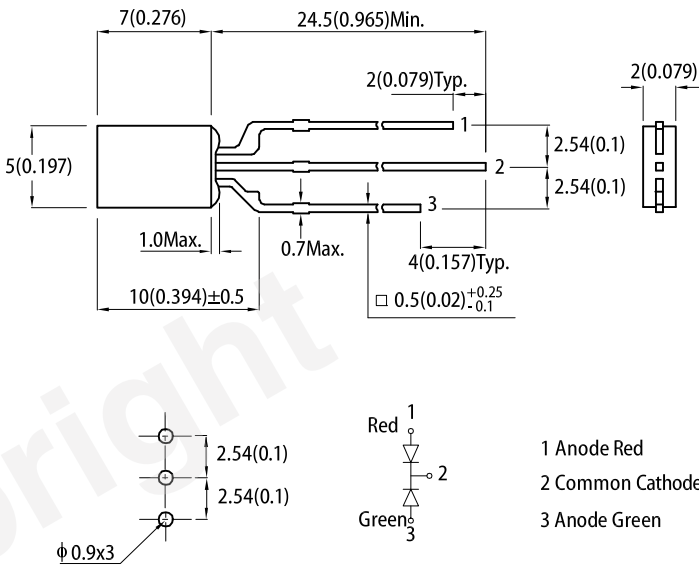 7(0.276)
24.5(0.965)Min.
2(0.079)Typ.
2(0.079)
1
2.54(0.1)
5(0.197)
2
2.54(0.1)
3
1.0Max.
0.7Max.
4(0.157)Typ.
10(0.394)±0.5
□ 0.5(0.02)+0.25 -0.1
2.54(0.1)
2.54(0.1)
ϕ0.9x3
1
Red
2
Green
3
1 Anode Red
2 Common Cathode
3 Anode Green
bright